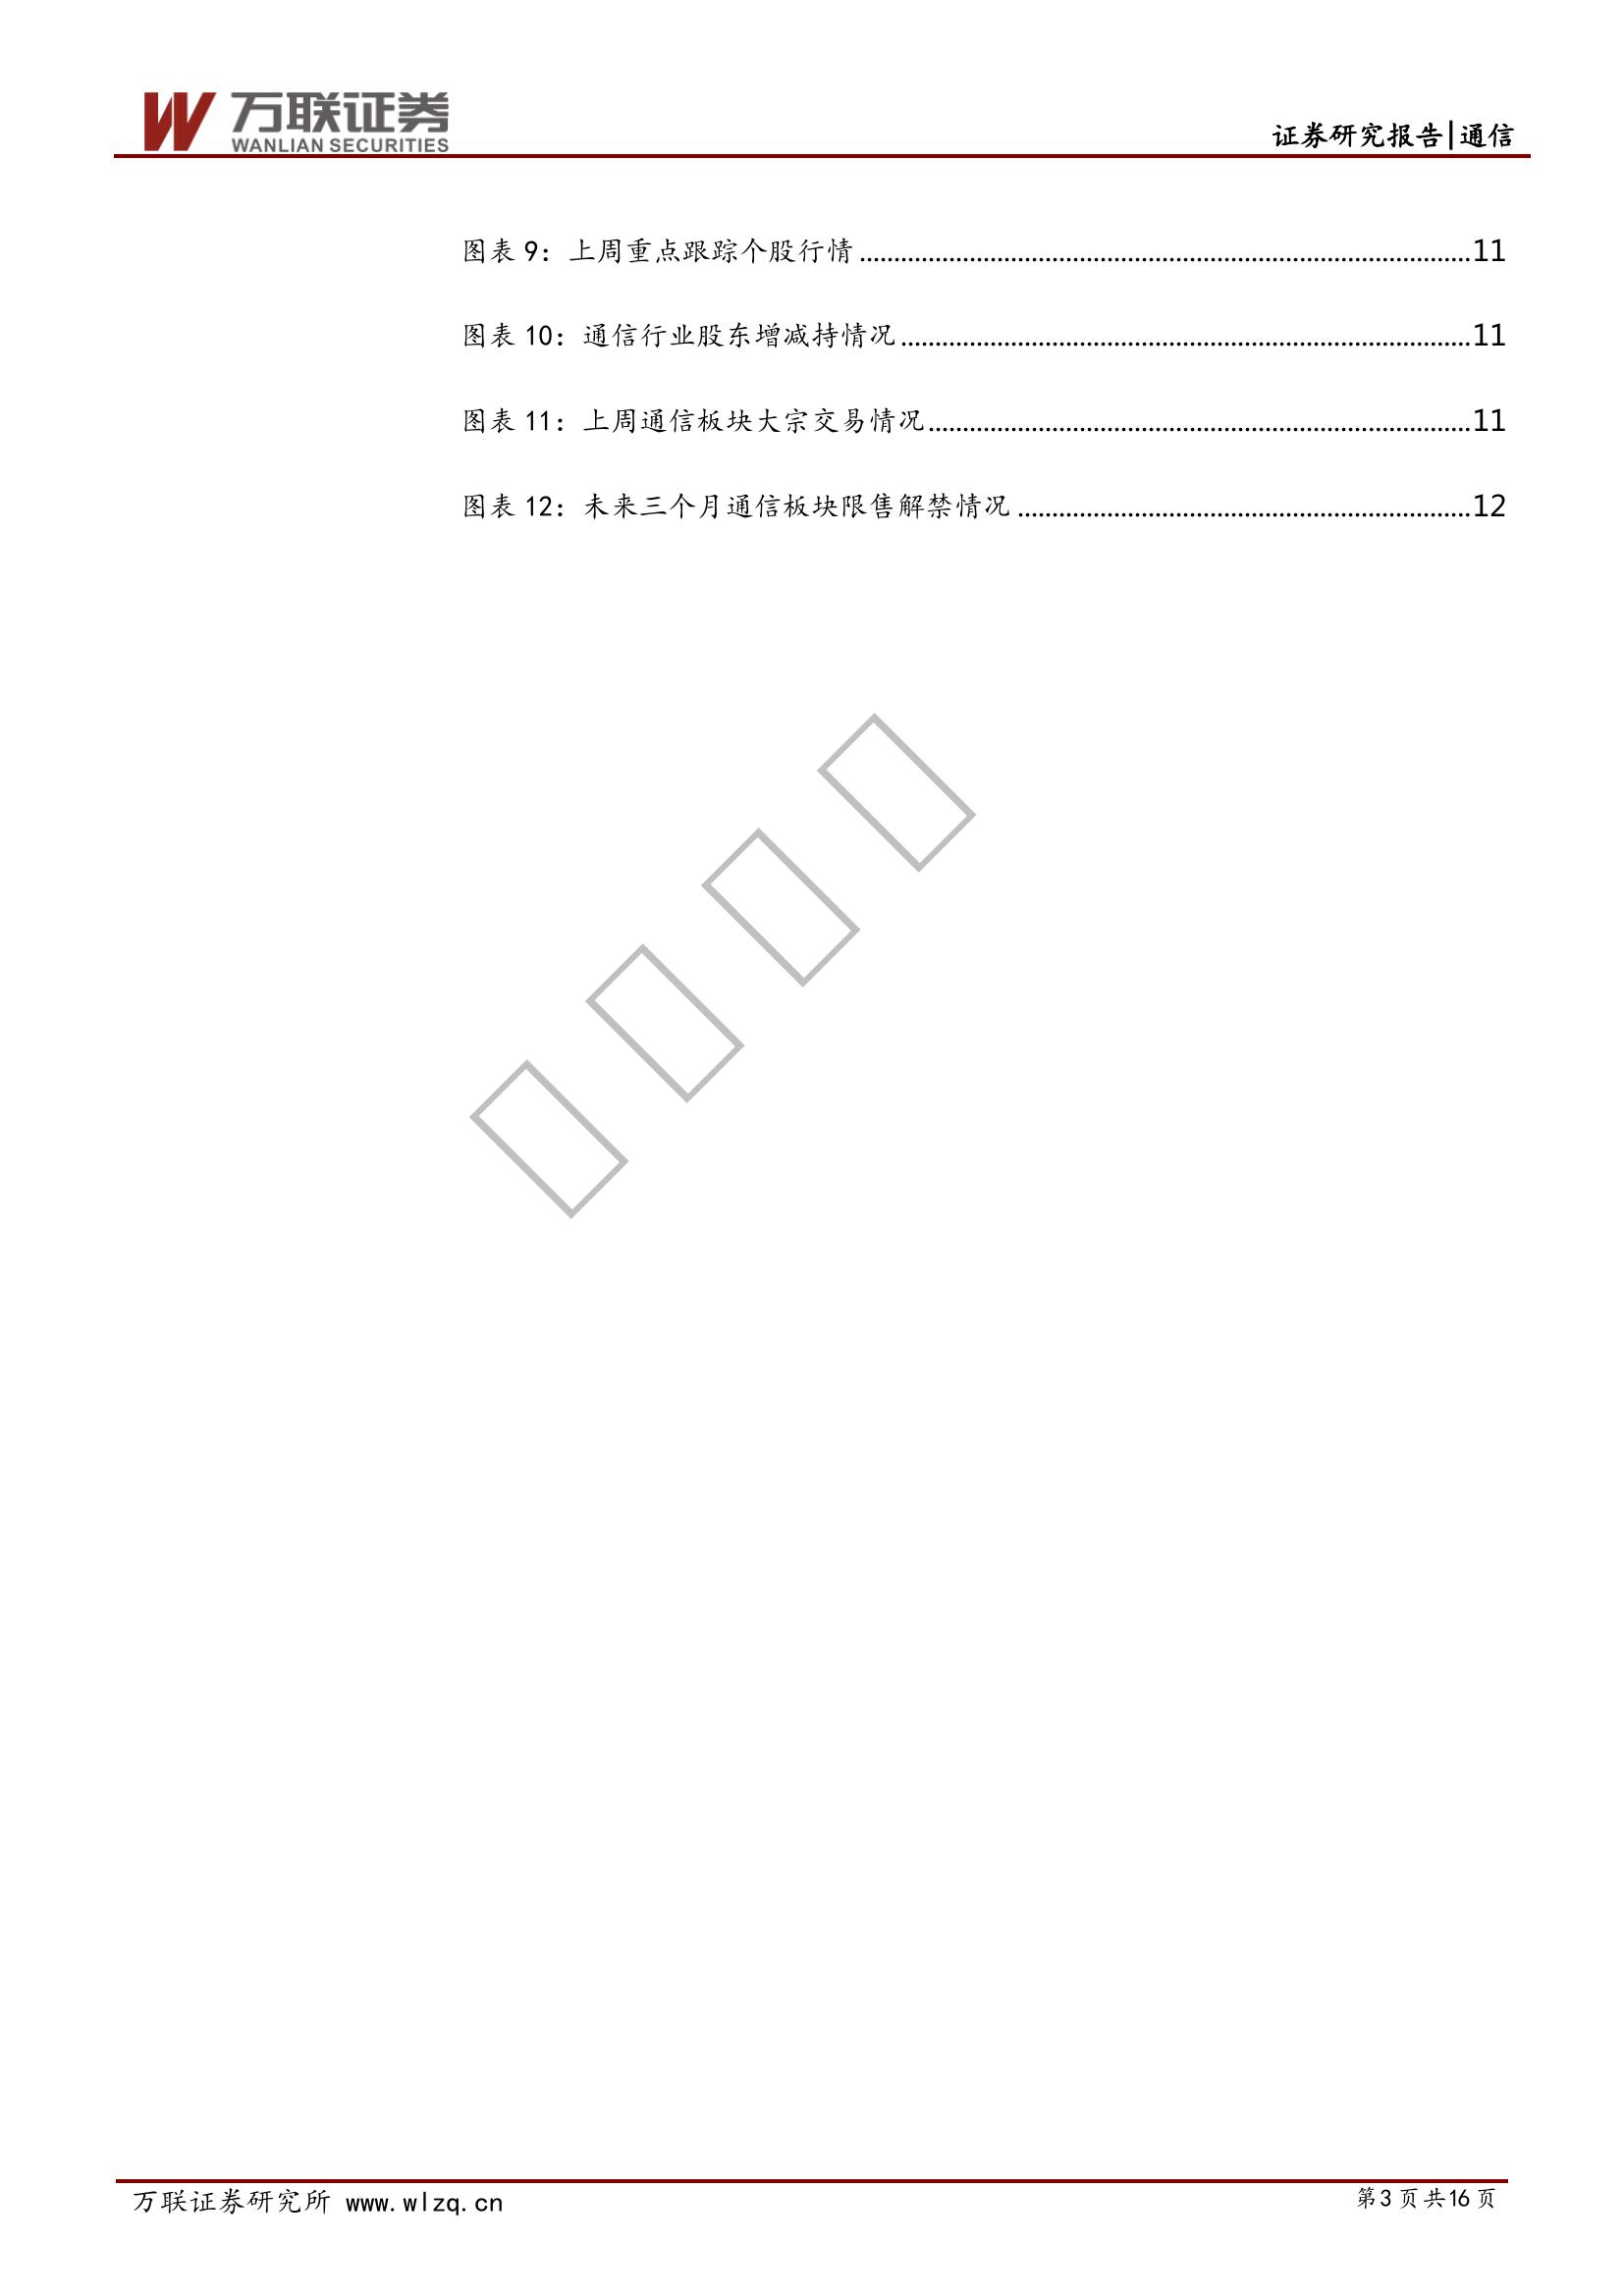 万联证券
WANLIAN SECURITIES
证券研究报告|通信
图表 9: 上周重点跟踪个股行情........................................11
图表 10: 通信行业股东增减持情况........................................11
图表 11: 上周通信板块大宗交易情况........................................11
图表 12: 未来三个月通信板块限售解禁情况........................................12
万联证券研究所 www.wlzq.cn
第3页共16页